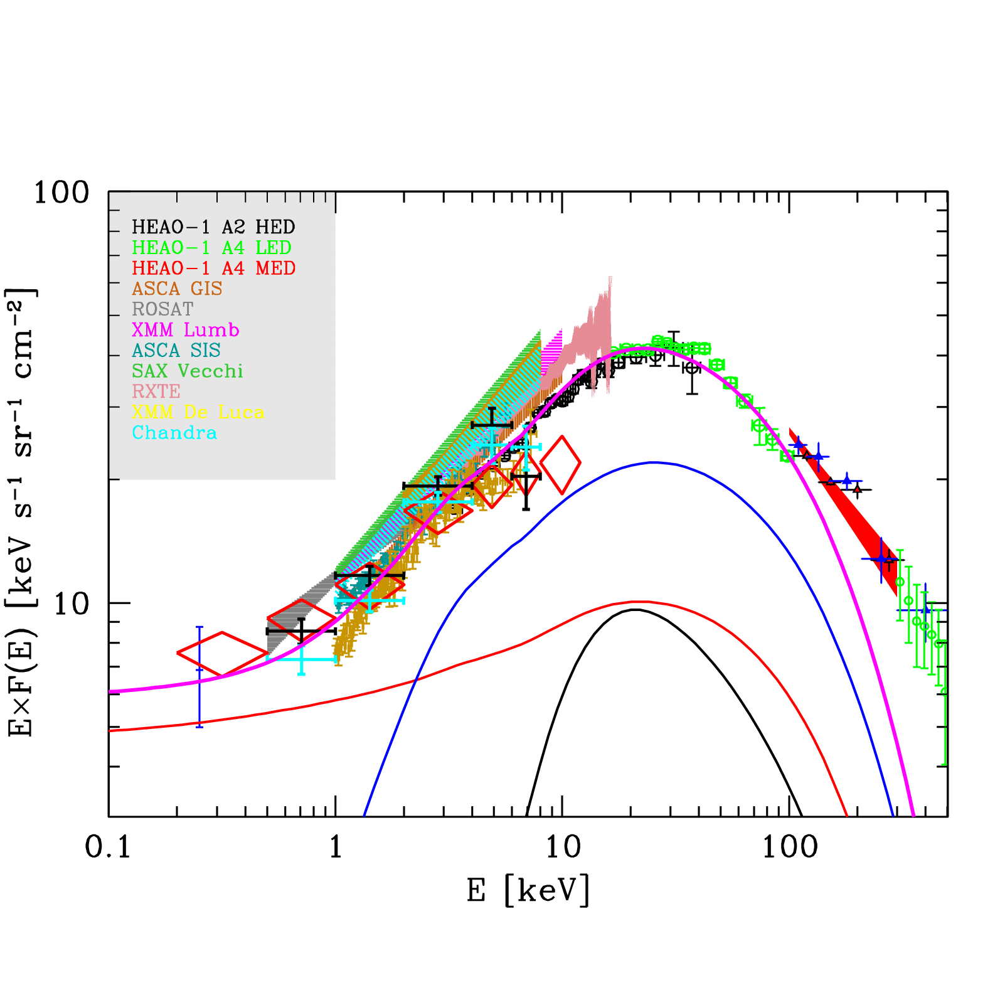 100
HEAO-1 A2 HED
HEAO-1 A4 LED
HEAO-1 A4 MED
ASCA GIS
ROSAT
XMM Lumb
ASCA SIS
SAX Vecchi
RXTE
XMM De Luca
Chandra
E×F(E) [keV s⁻¹ sr⁻¹ cm⁻²]
10
0.1 1 10 100
E [keV]